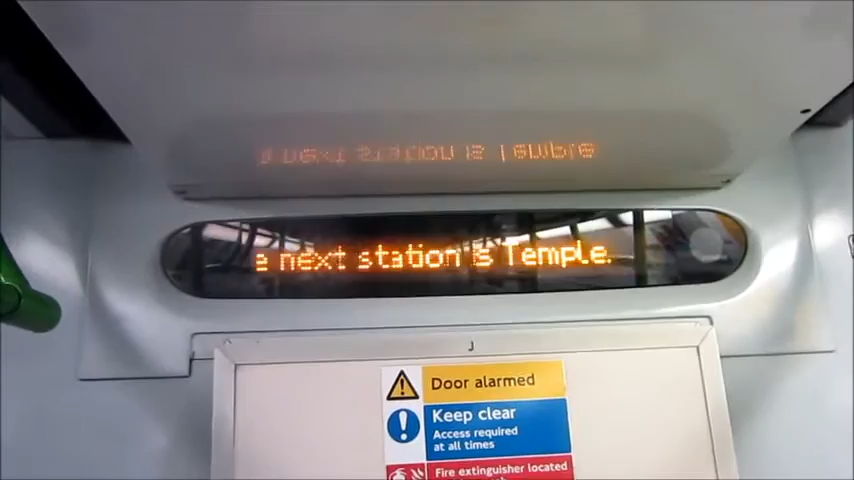 e next station is Temple.
Door alarmed
Keep clear
Access required
at all times
Fire extinguisher located